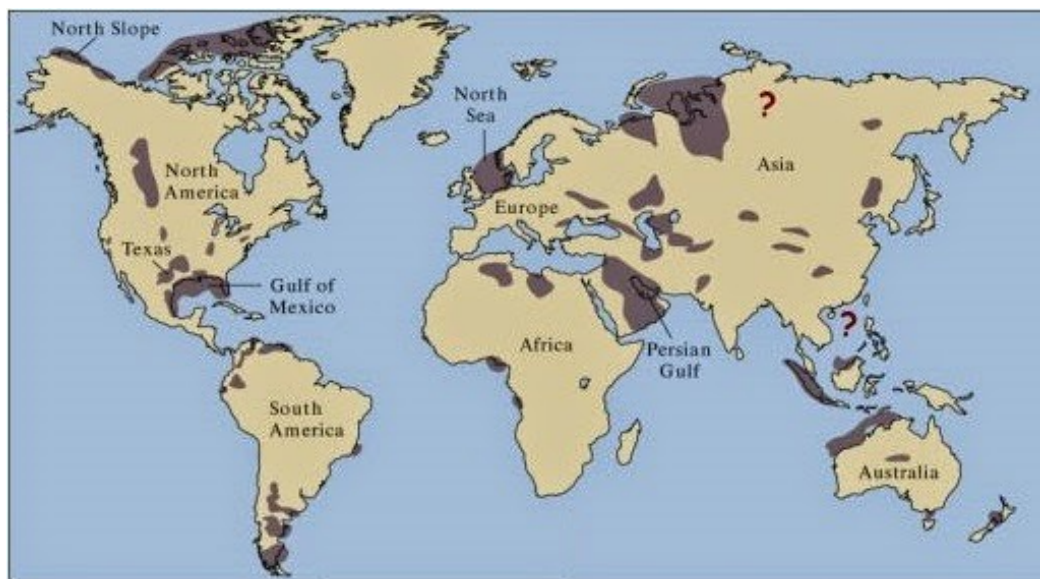 North Slope
North
Sea
?
Asia
North
America
Europe
Texas
Gulf of
Mexico
?
Africa
Persian
Gulf
South
America
Australia